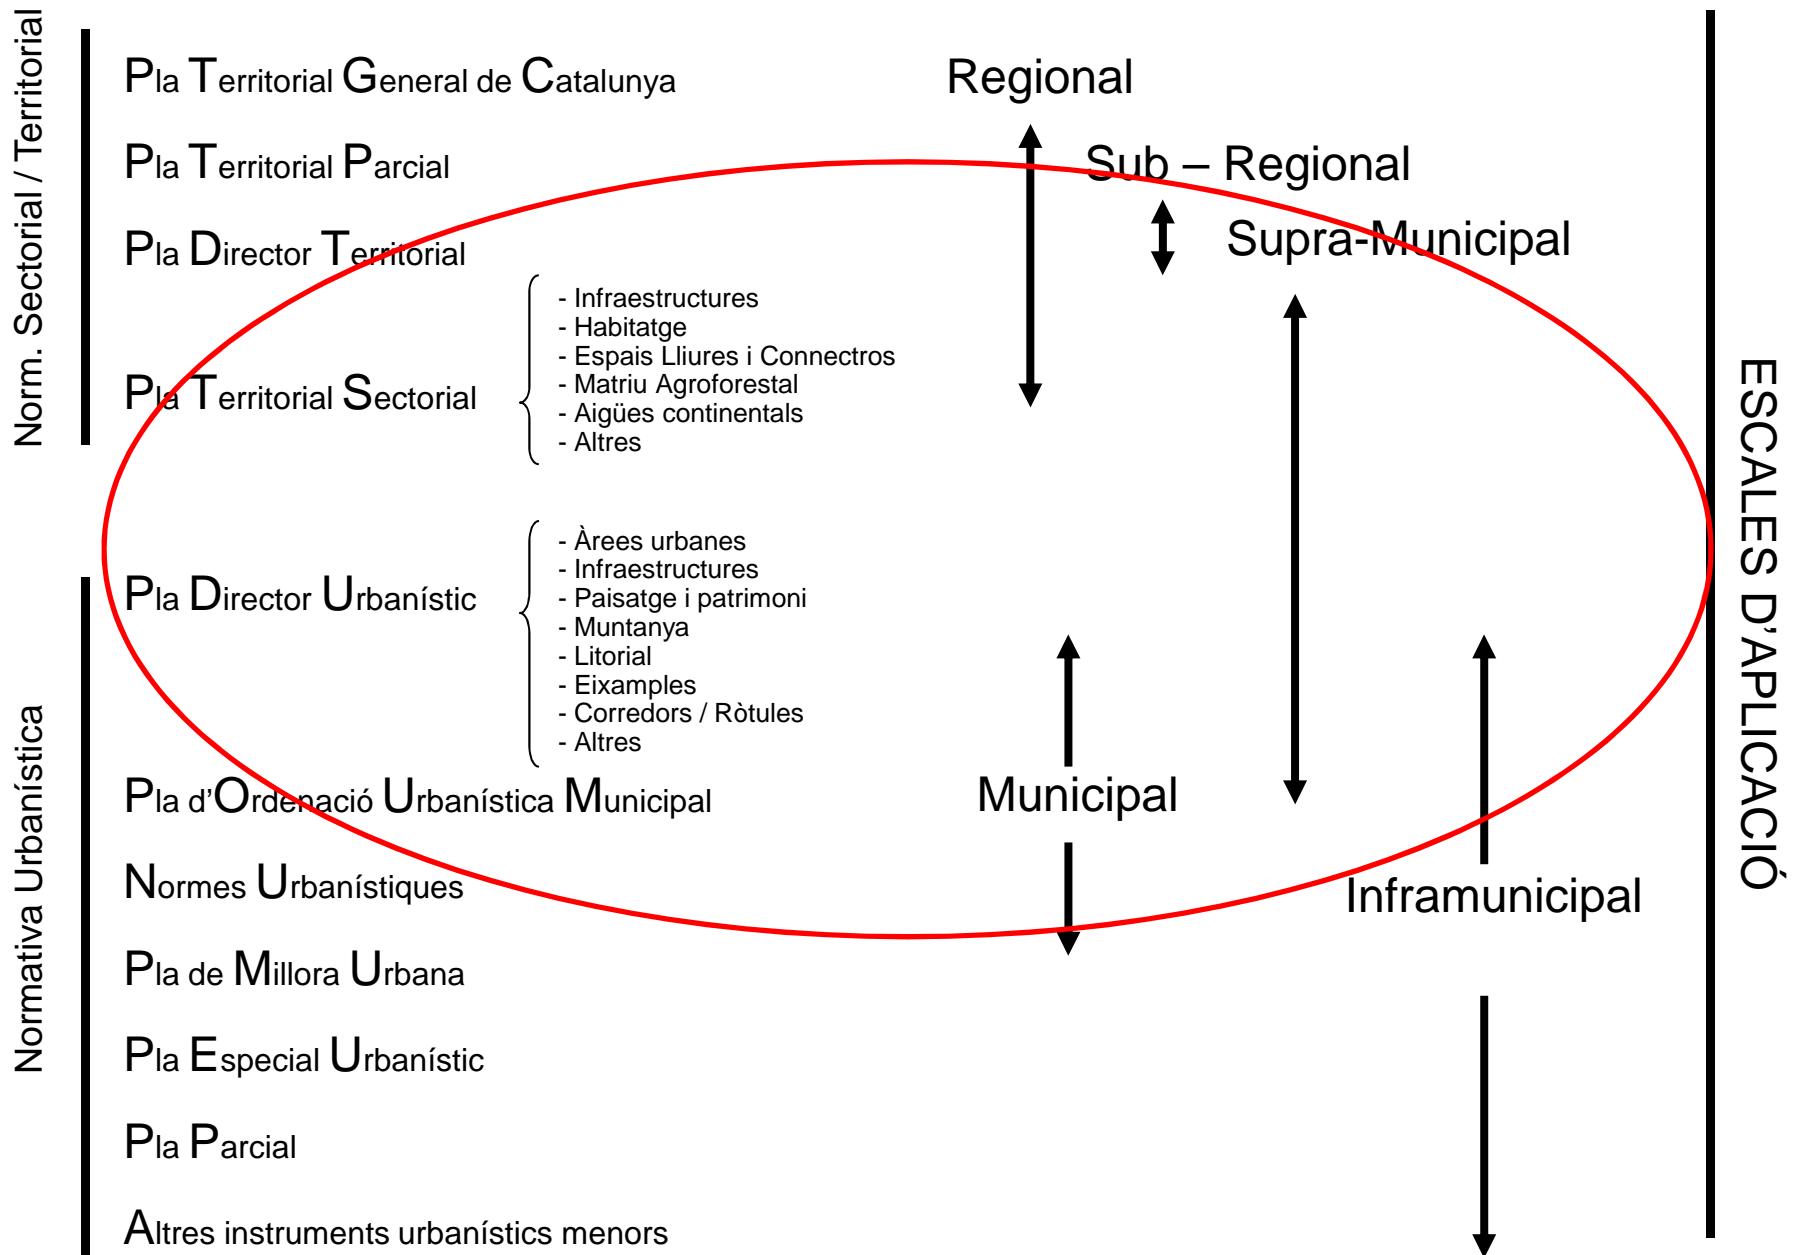 Norm. Sectorial / Territorial
Pla Territorial General de Catalunya
Regional
Pla Territorial Parcial
Sub – Regional
Pla Director Territorial
Supra-Municipal
Pla Territorial Sectorial
- Infraestructures
- Habitatge
- Espais Lliures i Connectros
- Matriu Agroforestal
- Aigües continentals
- Altres
Normativa Urbanística
Pla Director Urbanístic
- Àrees urbanes
- Infraestructures
- Paisatge i patrimoni
- Muntanya
- Litorial
- Eixamples
- Corredors / Ròtules
- Altres
Pla d’Ordenació Urbanística Municipal
Municipal
Normes Urbanístiques
Inframunicipal
Pla de Millora Urbana
Pla Especial Urbanístic
Pla Parcial
Altres instruments urbanístics menors
ESCALES D’APLICACIÓ